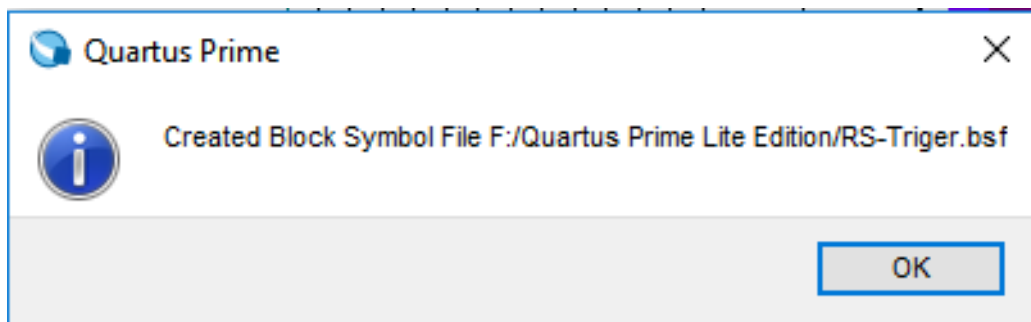 Quartus Prime
Created Block Symbol File F:/Quartus Prime Lite Edition/RS-Triger.bsf
OK